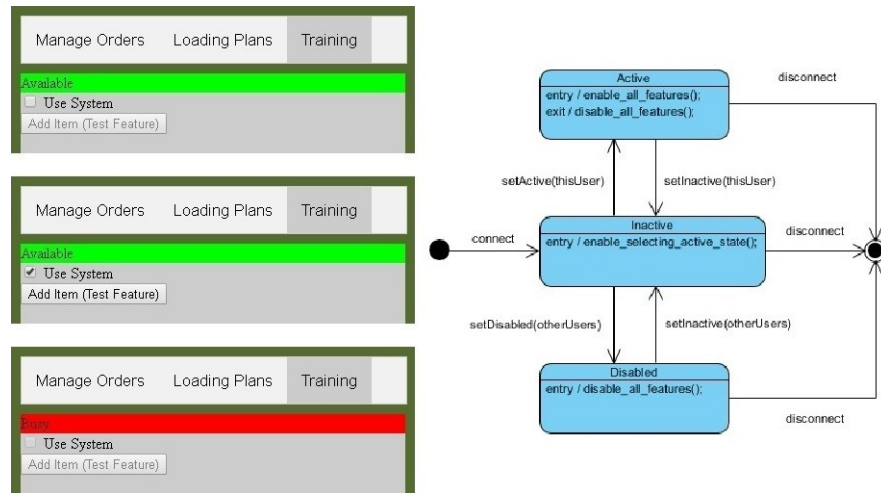 Manage Orders Loading Plans Training
Available
Use System
Add Item (Test Feature)
Manage Orders Loading Plans Training
Available
Use System
Add Item (Test Feature)
Manage Orders Loading Plans Training
Busy
Use System
Add Item (Test Feature)
Active
entry / enable_all_features();
exit / disable_all_features();
disconnect
setActive(thisUser)
setInactive(thisUser)
connect
Inactive
entry / enable_selecting_active_state();
disconnect
setDisabled(otherUsers)
setInactive(otherUsers)
Disabled
entry / disable_all_features();
disconnect